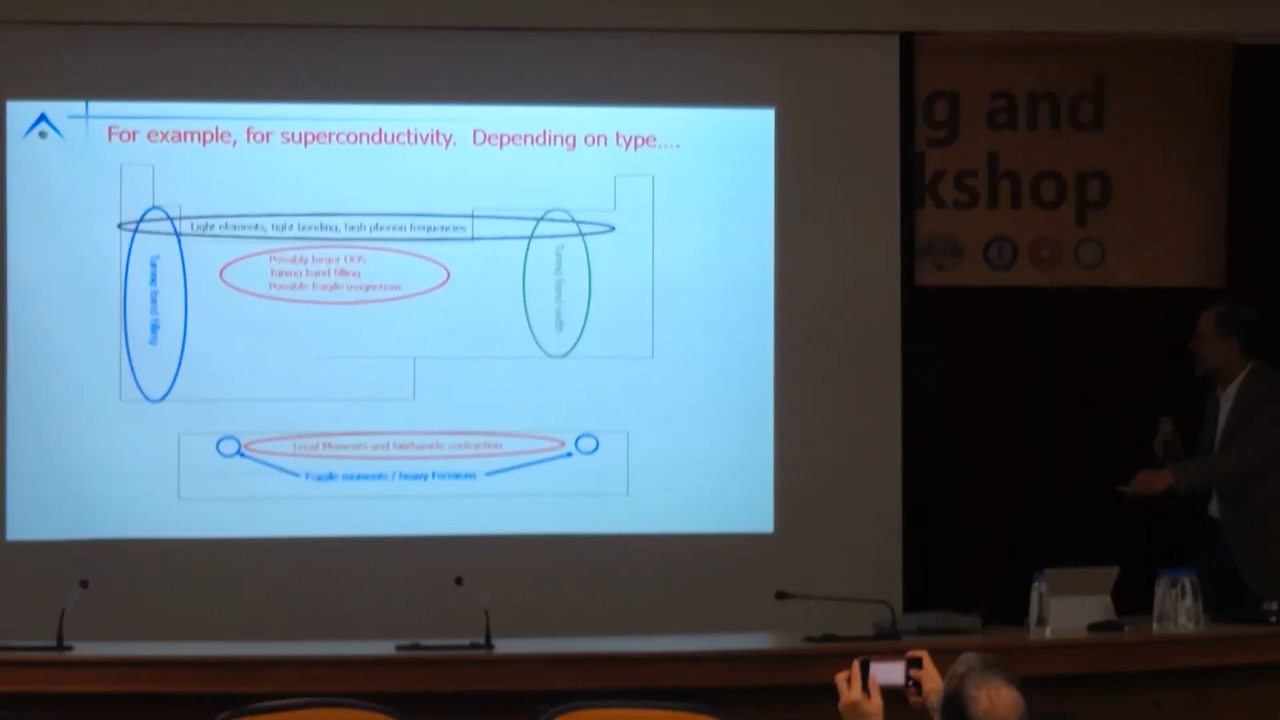 For example, for superconductivity. Depending on type....
Light elements, tight bonding, high phonon frequencies
Possibly larger DOS
Tuning band filling
Possible fragile magnetism
Tuning band filling
Tuning band width
Local Moments and lanthanide contraction
Fragile moments / heavy Fermions
g and
kshop